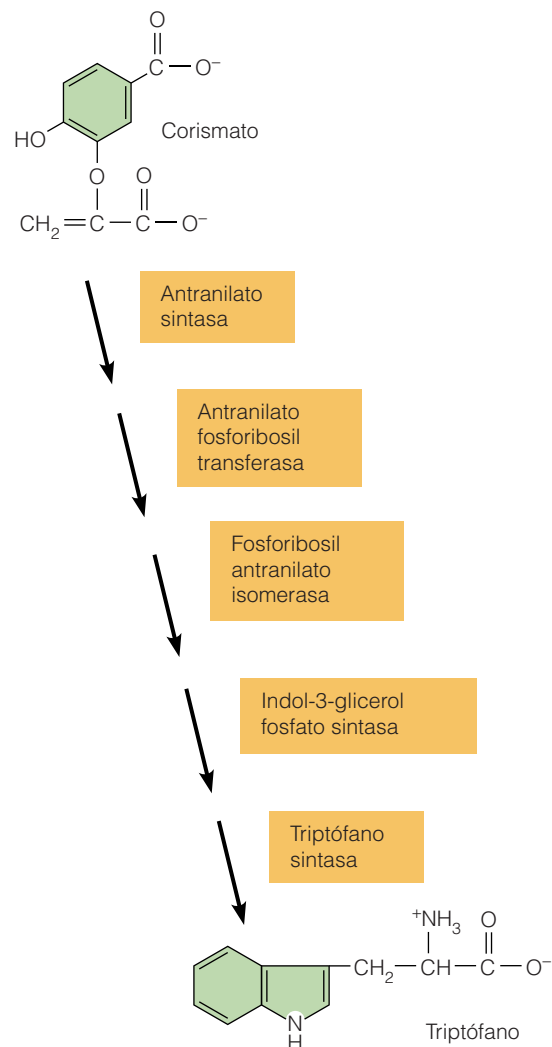 O
C
O⁻
HO
Corismato
O
O
CH₂=C—C—O⁻
Antranilato
sintasa
Antranilato
fosforibosil
transferasa
Fosforibosil
antranilato
isomerasa
Indol-3-glicerol
fosfato sintasa
Triptófano
sintasa
⁺NH₃
O
CH₂—CH—C—O⁻
N
H
Triptófano